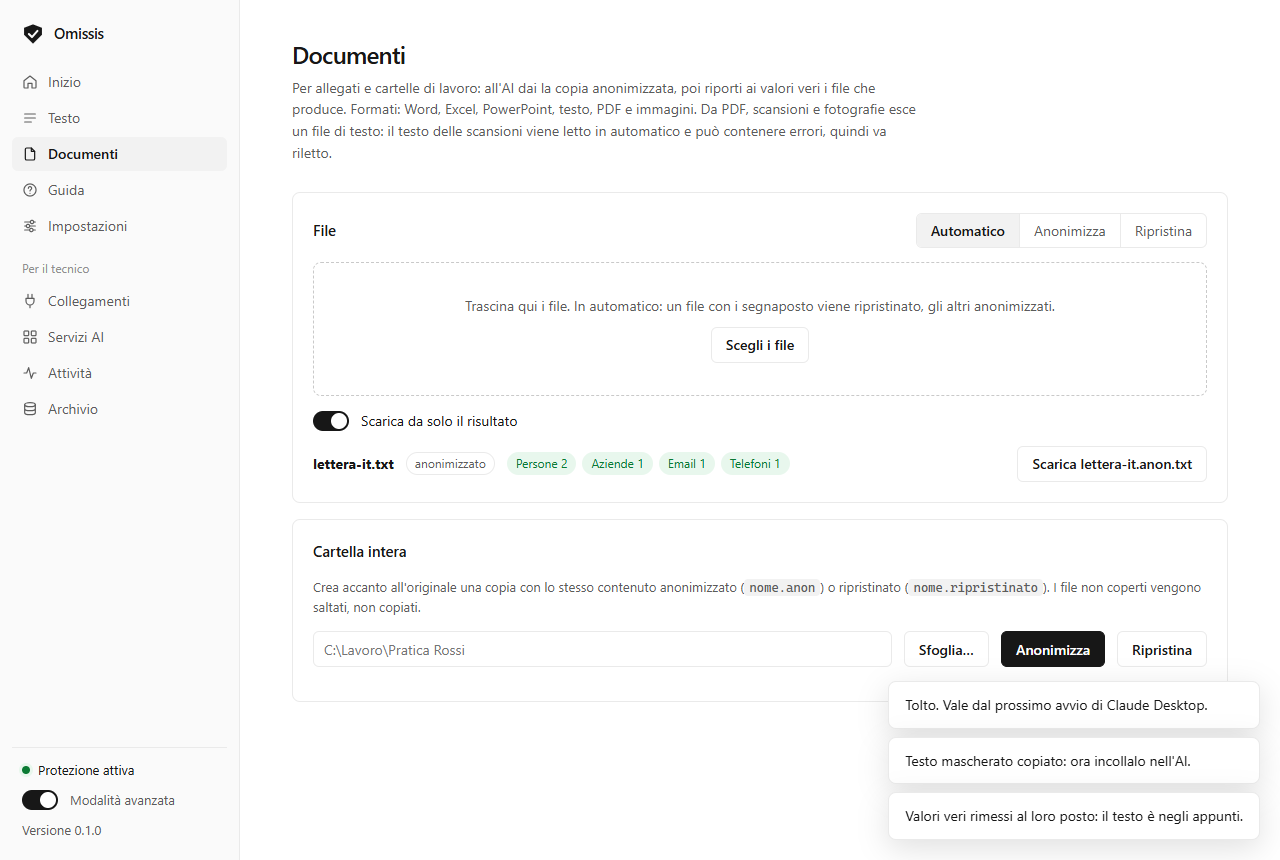 Omissis
Inizio
Testo
Documenti
Guida
Impostazioni
Per il tecnico
Collegamenti
Servizi AI
Attività
Archivio
Protezione attiva
Modalità avanzata
Versione 0.1.0
Documenti
Per allegati e cartelle di lavoro: all'AI dai la copia anonimizzata, poi riporti ai valori veri i file che
produce. Formati: Word, Excel, PowerPoint, testo, PDF e immagini. Da PDF, scansioni e fotografie esce
un file di testo: il testo delle scansioni viene letto in automatico e può contenere errori, quindi va
riletto.
File
Automatico Anonimizza Ripristina
Trascina qui i file. In automatico: un file con i segnaposto viene ripristinato, gli altri anonimizzati.
Scegli i file
Scarica da solo il risultato
lettera-it.txt anonimizzato Persone 2 Aziende 1 Email 1 Telefoni 1 Scarica lettera-it.anon.txt
Cartella intera
Crea accanto all'originale una copia con lo stesso contenuto anonimizzato ( nome.anon ) o ripristinato ( nome.ripristinato ). I file non coperti vengono
saltati, non copiati.
C:\Lavoro\Pratica Rossi Sfoglia... Anonimizza Ripristina
Tolto. Vale dal prossimo avvio di Claude Desktop.
Testo mascherato copiato: ora incollalo nell'AI.
Valori veri rimessi al loro posto: il testo è negli appunti.